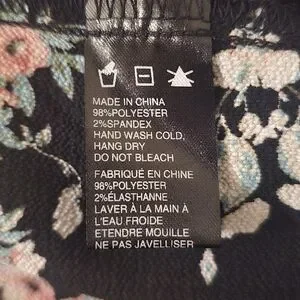 MADE IN CHINA
98%POLYESTER
2%SPANDEX
HAND WASH COLD,
HANG DRY
DO NOT BLEACH
FABRIQUÉ EN CHINE
98%POLYESTER
2%ÉLASTHANNE
LAVER À LA MAIN À
L'EAU FROIDE
ETENDRE MOUILLE
NE PAS JAVELLISER